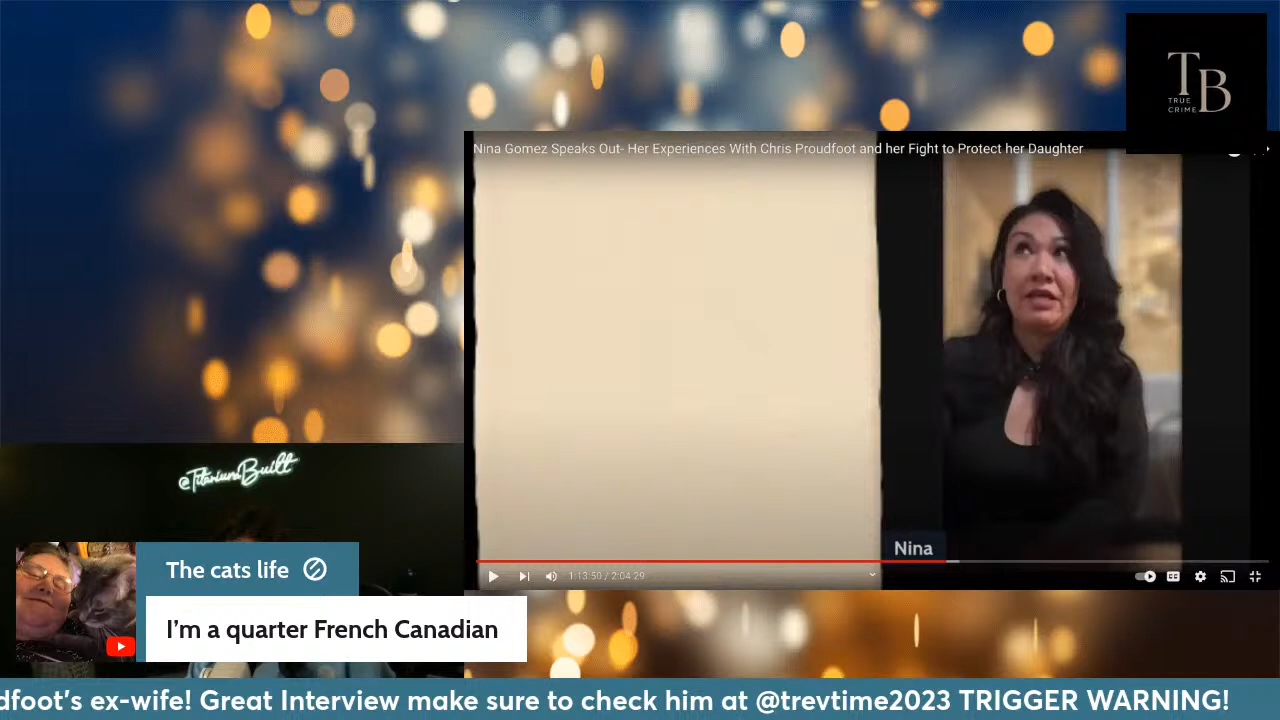 TB
TRUE
CRIME
Nina Gomez Speaks Out- Her Experiences With Chris Proudfoot and her Fight to Protect her Daughter
@TitaniumBuilt
Nina
1:13:50 / 2:04:29
CC
The cats life
I'm a quarter French Canadian
dfoot's ex-wife! Great Interview make sure to check him at @trevtime2023 TRIGGER WARNING!